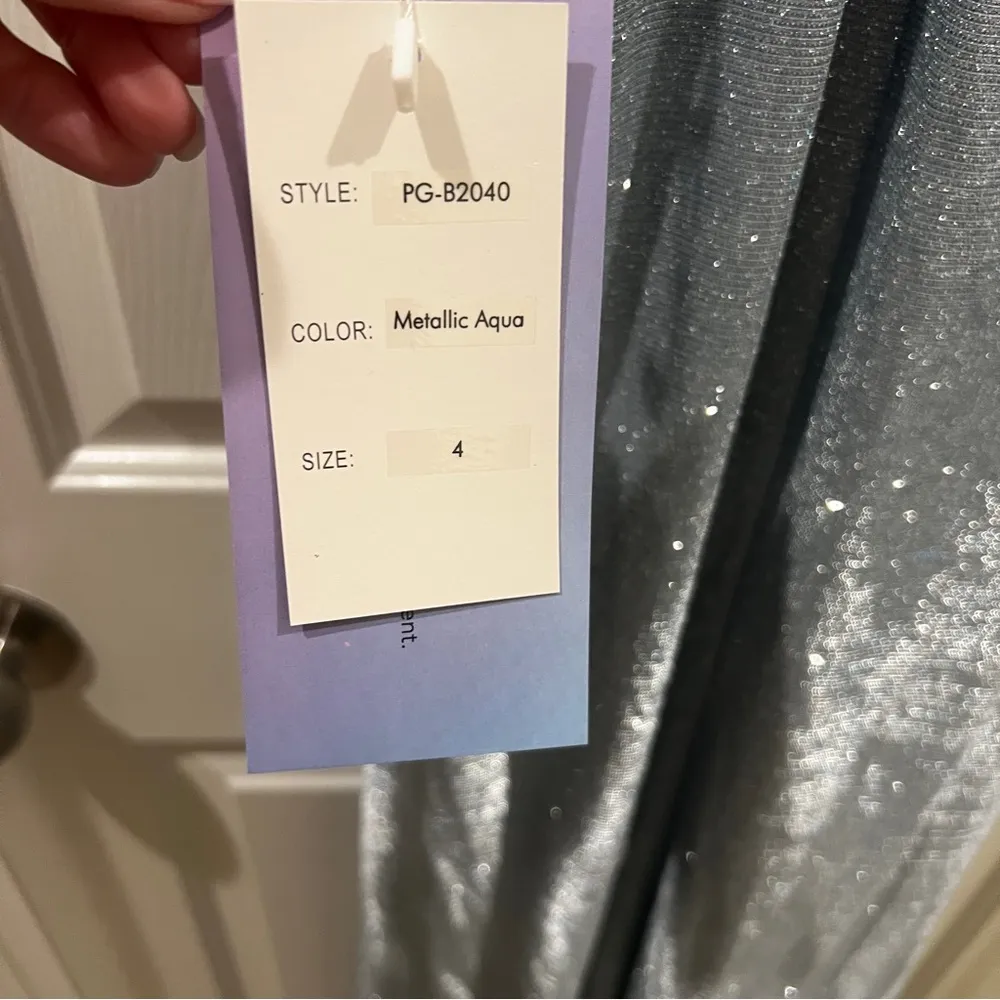 STYLE: PG-B2040
COLOR: Metallic Aqua
SIZE: 4
ent.